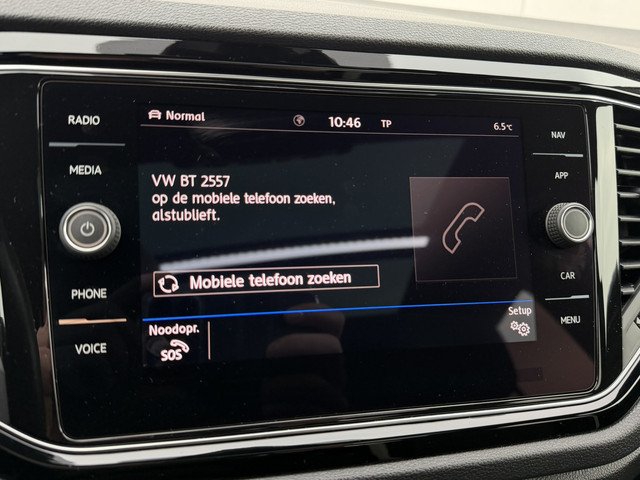 RADIO
MEDIA
PHONE
VOICE
Normal
10:46
TP
6.5°C
VW BT 2557
op de mobiele telefoon zoeken,
alstublieft.
Mobiele telefoon zoeken
Noodopr.
SOS
Setup
NAV
APP
CAR
MENU